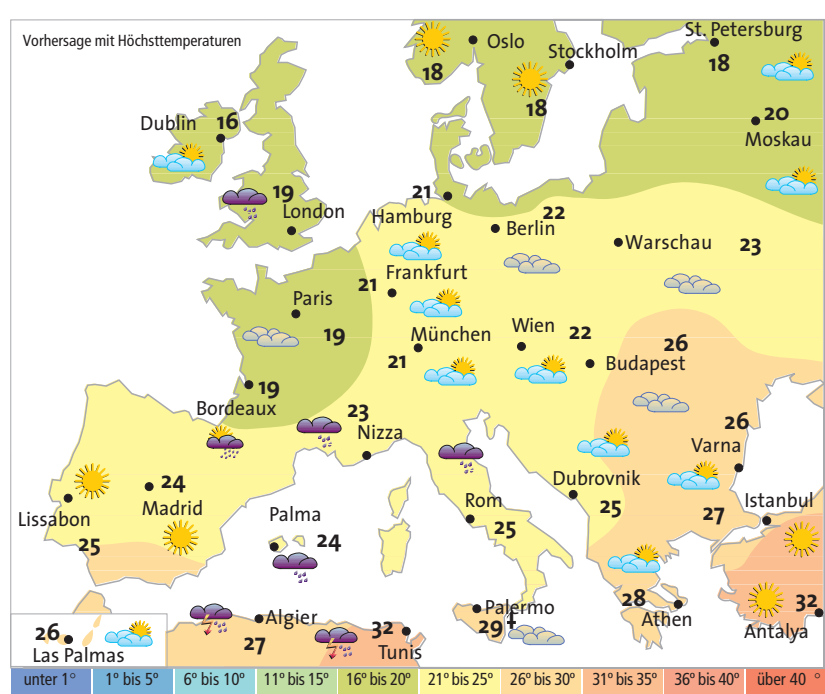 Vorhersage mit Höchsttemperaturen
St. Petersburg
18
Oslo
18
Stockholm
18
20
Moskau
Dublin 16
19
London
21
Hamburg
22
Berlin
Warschau 23
Frankfurt
21
Paris
19
München
21
Wien 22
26
Budapest
19
Bordeaux
23
Nizza
26
Varna
24
Madrid
Lissabon
25
Palma
24
Rom
25
Dubrovnik
25
27
Istanbul
28
Athen
Palermo
29
32
Antalya
26
Las Palmas
Algier
27
32
Tunis
unter 1° 1° bis 5° 6° bis 10° 11° bis 15° 16° bis 20° 21° bis 25° 26° bis 30° 31° bis 35° 36° bis 40° über 40 °